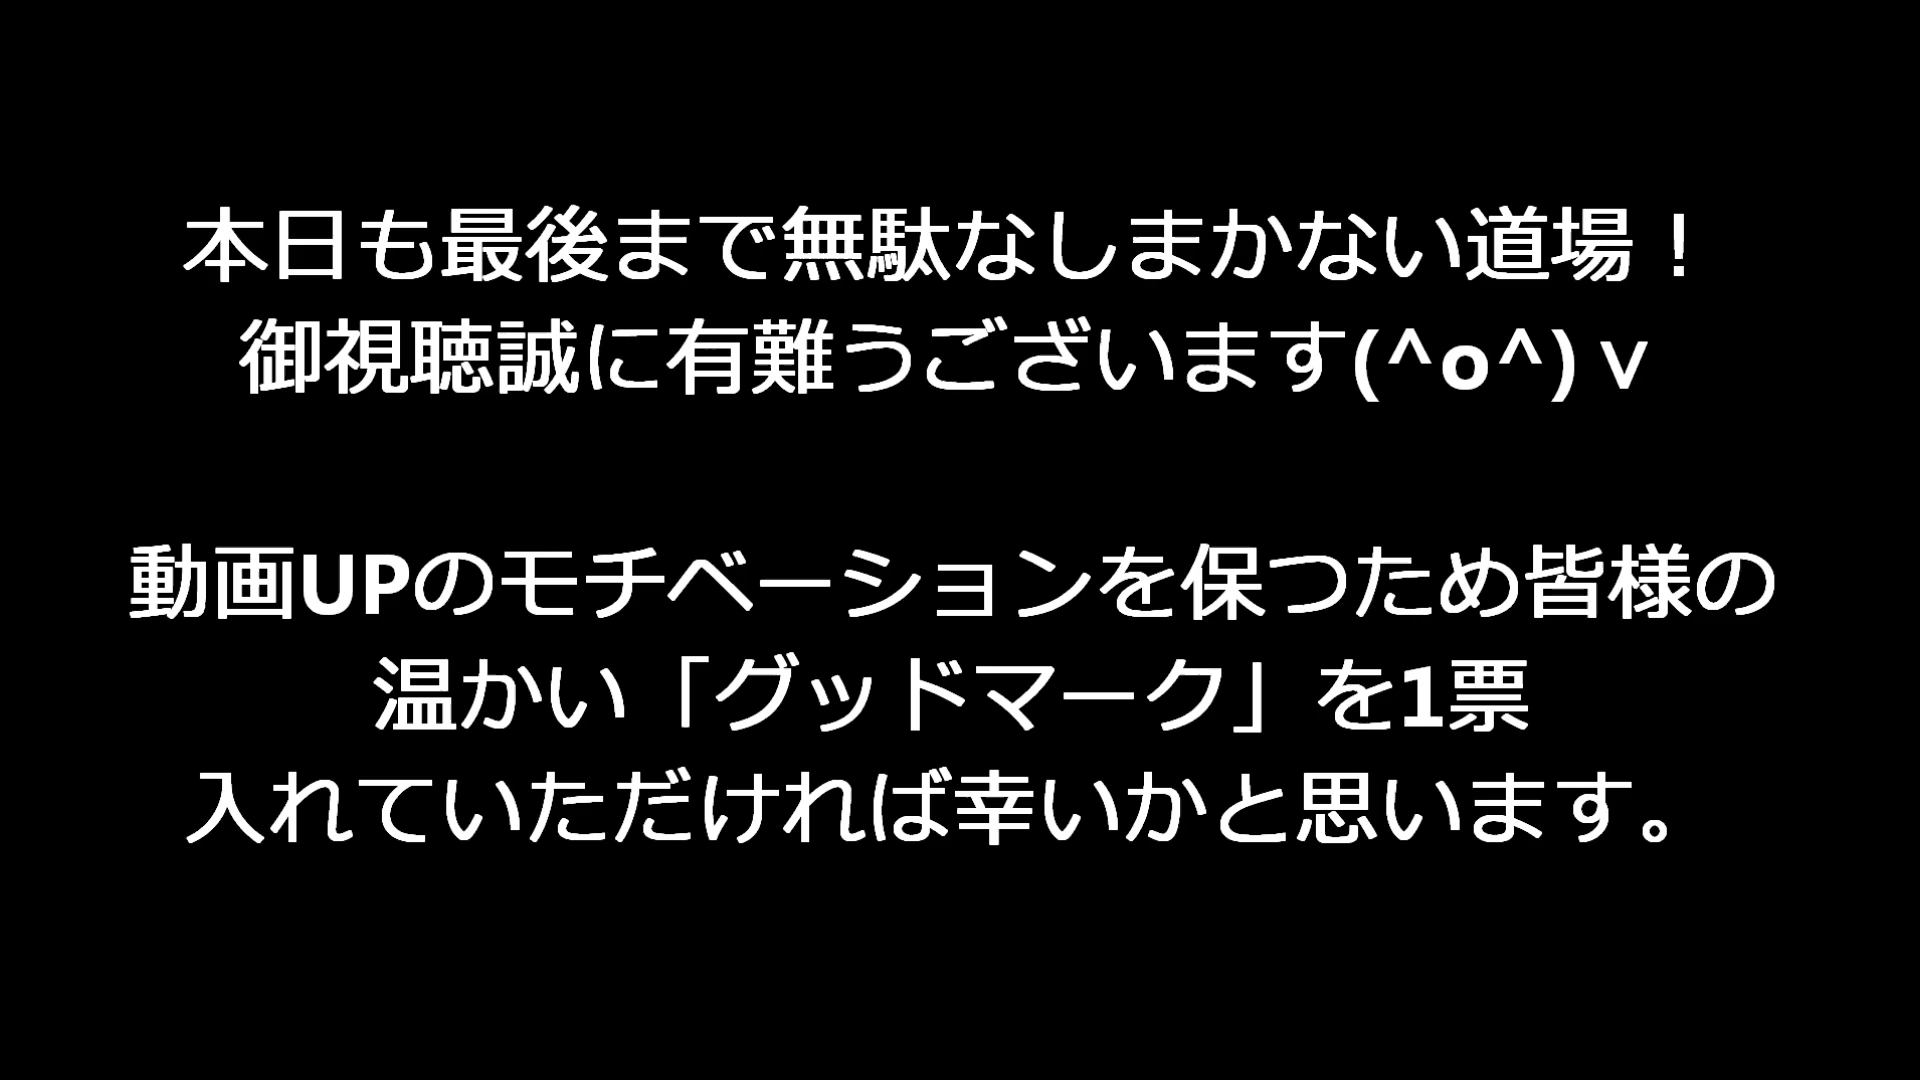 本日も最後まで無駄なしまかない道場！
御視聴誠に有難うございます(^o^)ｖ
動画UPのモチベーションを保つため皆様の
温かい「グッドマーク」を1票
入れていただければ幸いかと思います。